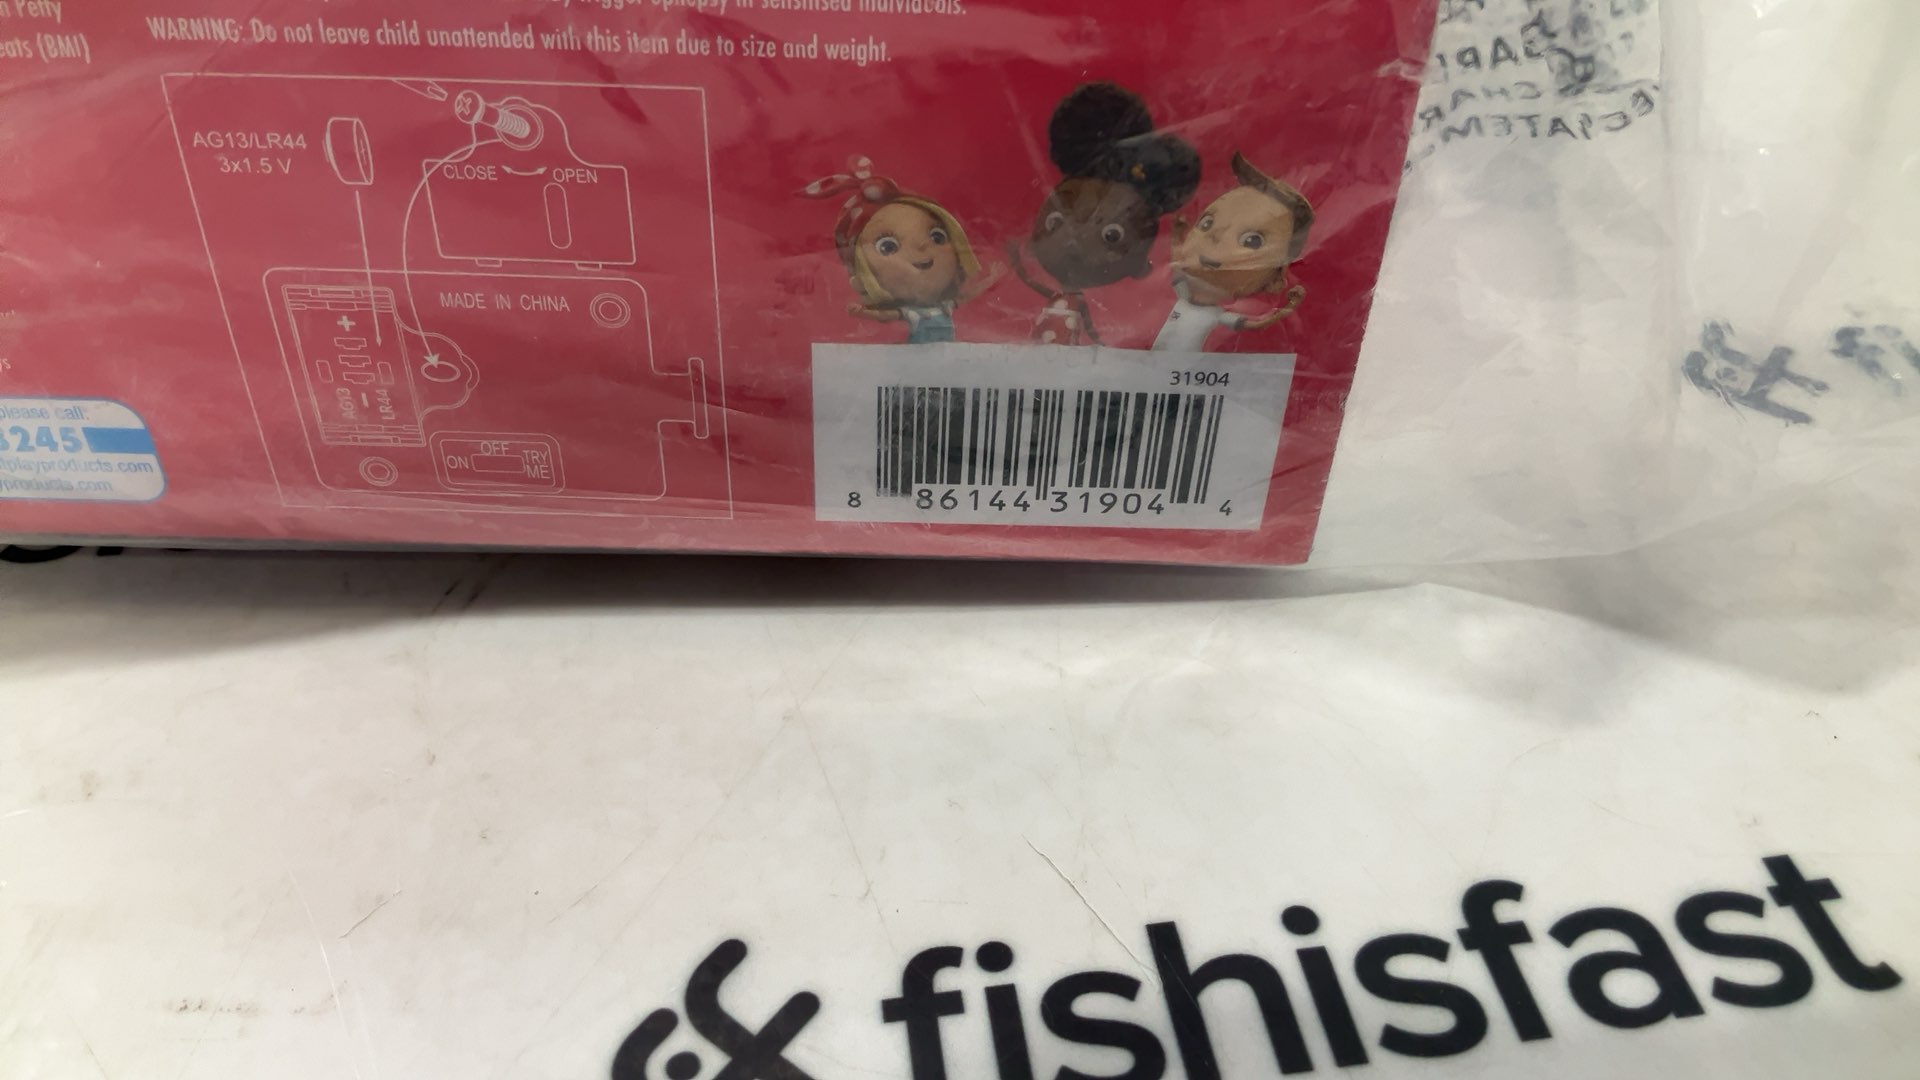 Petty
WARNING: Do not leave child unattended with this item due to size and weight.
(BMI)
AG13/LR44
3x1.5 V
CLOSE OPEN
MADE IN CHINA
+
AG13
-
LR44
OFF
ON
TRY
ME
please call:
3245
playproducts.com
31904
8 86144 31904 4
fishisfast